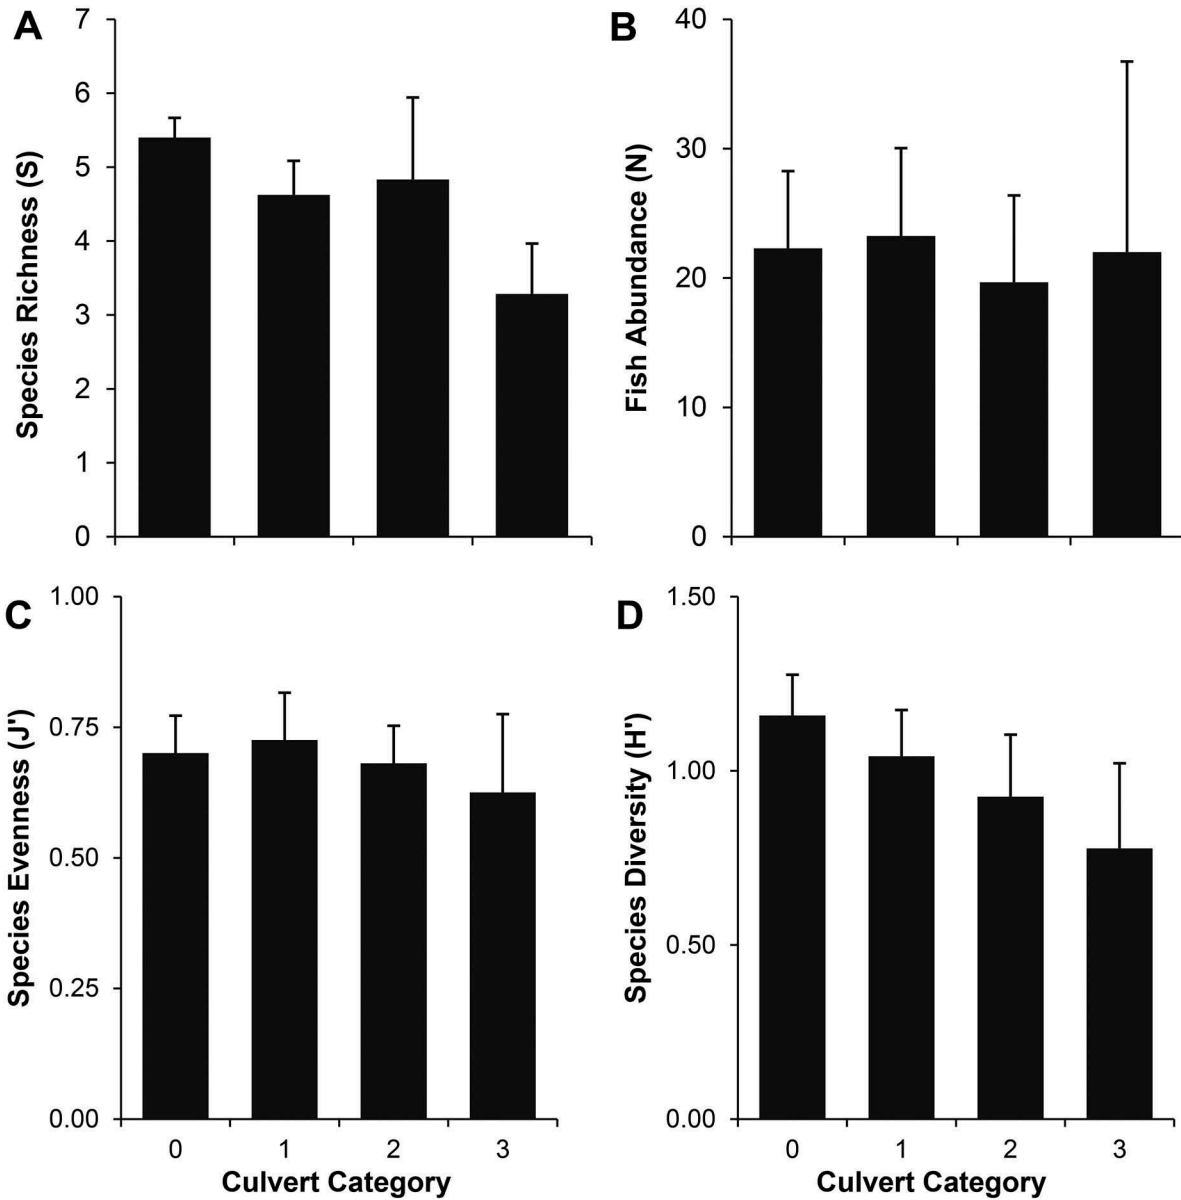 A
Species Richness (S)
7
6
5
4
3
2
1
0
B
Fish Abundance (N)
40
30
20
10
0
C
Species Evenness (J')
1.00
0.75
0.50
0.25
0.00
0 1 2 3
Culvert Category
D
Species Diversity (H')
1.50
1.00
0.50
0.00
0 1 2 3
Culvert Category